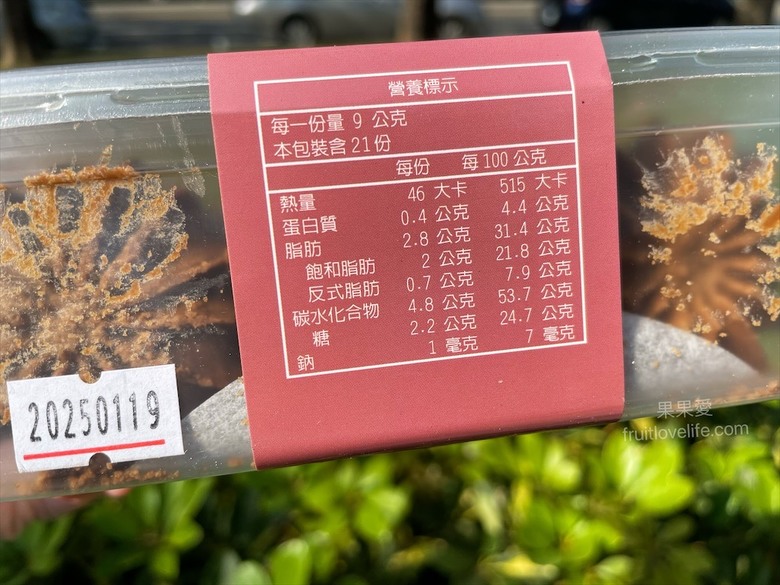 營養標示
每一份量 9 公克
本包裝含 21 份
每份 每 100 公克
熱量 46 大卡 515 大卡
蛋白質 0.4 公克 4.4 公克
脂肪 2.8 公克 31.4 公克
飽和脂肪 2 公克 21.8 公克
反式脂肪 0.7 公克 7.9 公克
碳水化合物 4.8 公克 53.7 公克
糖 2.2 公克 24.7 公克
鈉 1 毫克 7 毫克
20250119
果果愛
fruitlovelife.com